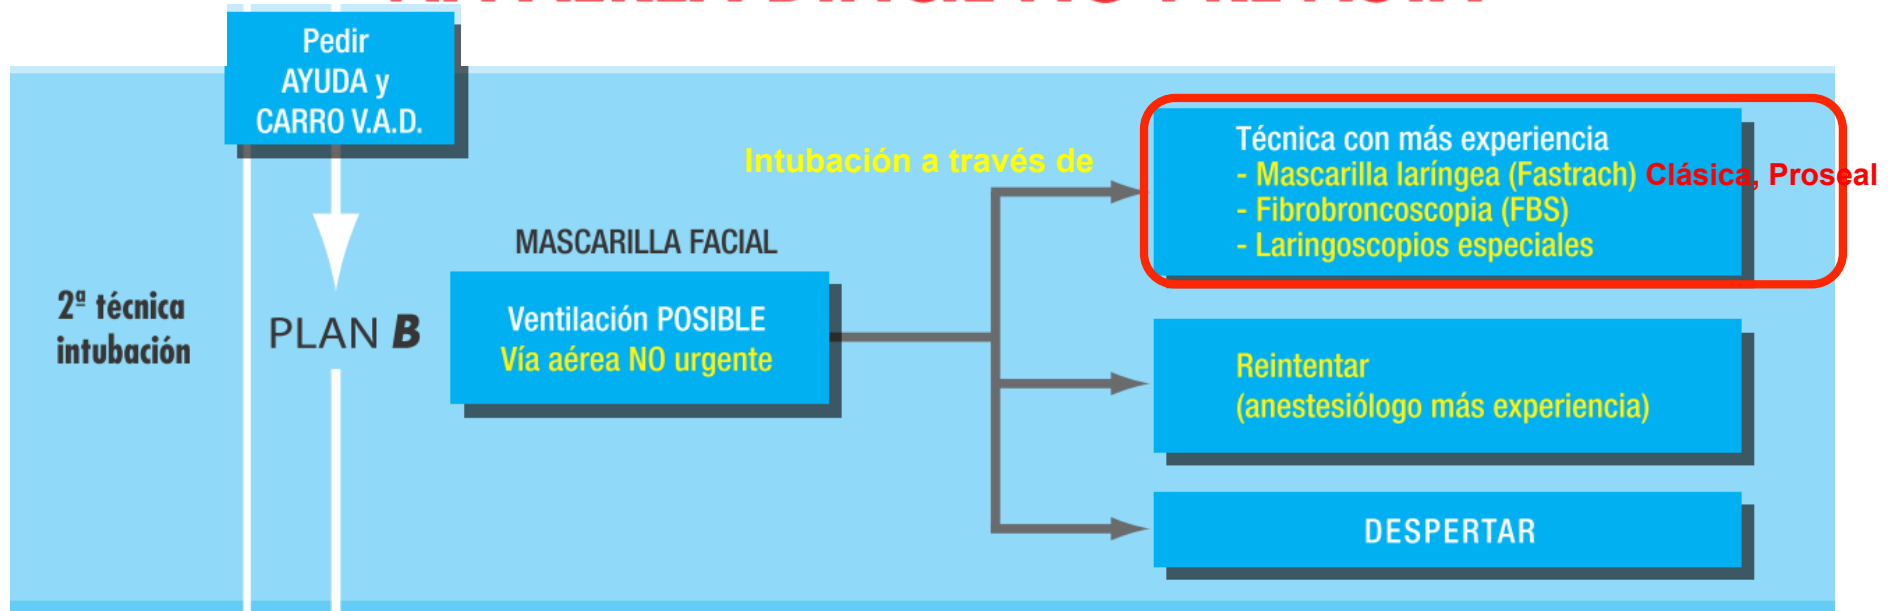 Pedir
AYUDA y
CARRO V.A.D.
2ª técnica
intubación
PLAN B
MASCARILLA FACIAL
Ventilación POSIBLE
Vía aérea NO urgente
Intubación a través de
Técnica con más experiencia
- Mascarilla laríngea (Fastrach) Clásica, Proseal
- Fibrobroncoscopia (FBS)
- Laringoscopios especiales
Reintentar
(anestesiólogo más experiencia)
DESPERTAR